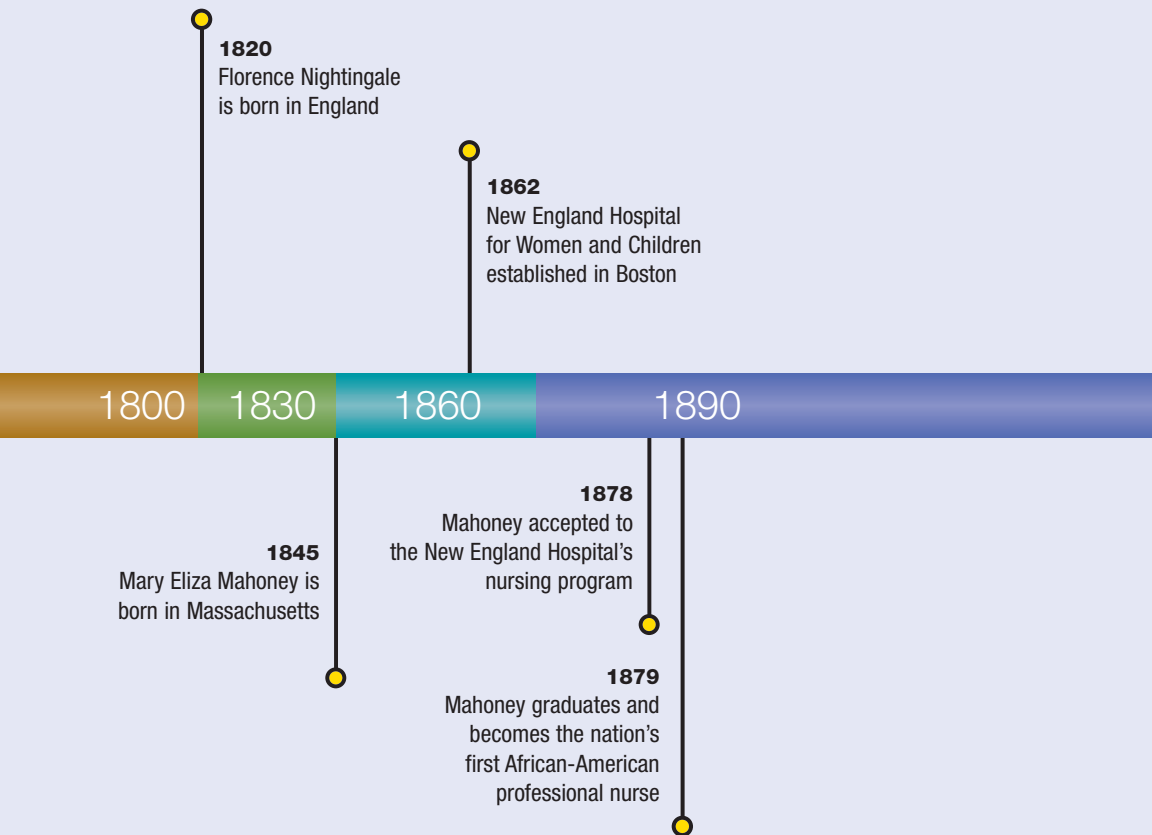 1820
Florence Nightingale
is born in England
1862
New England Hospital
for Women and Children
established in Boston
1800
1830
1860
1890
1845
Mary Eliza Mahoney is
born in Massachusetts
1878
Mahoney accepted to
the New England Hospital’s
nursing program
1879
Mahoney graduates and
becomes the nation’s
first African-American
professional nurse